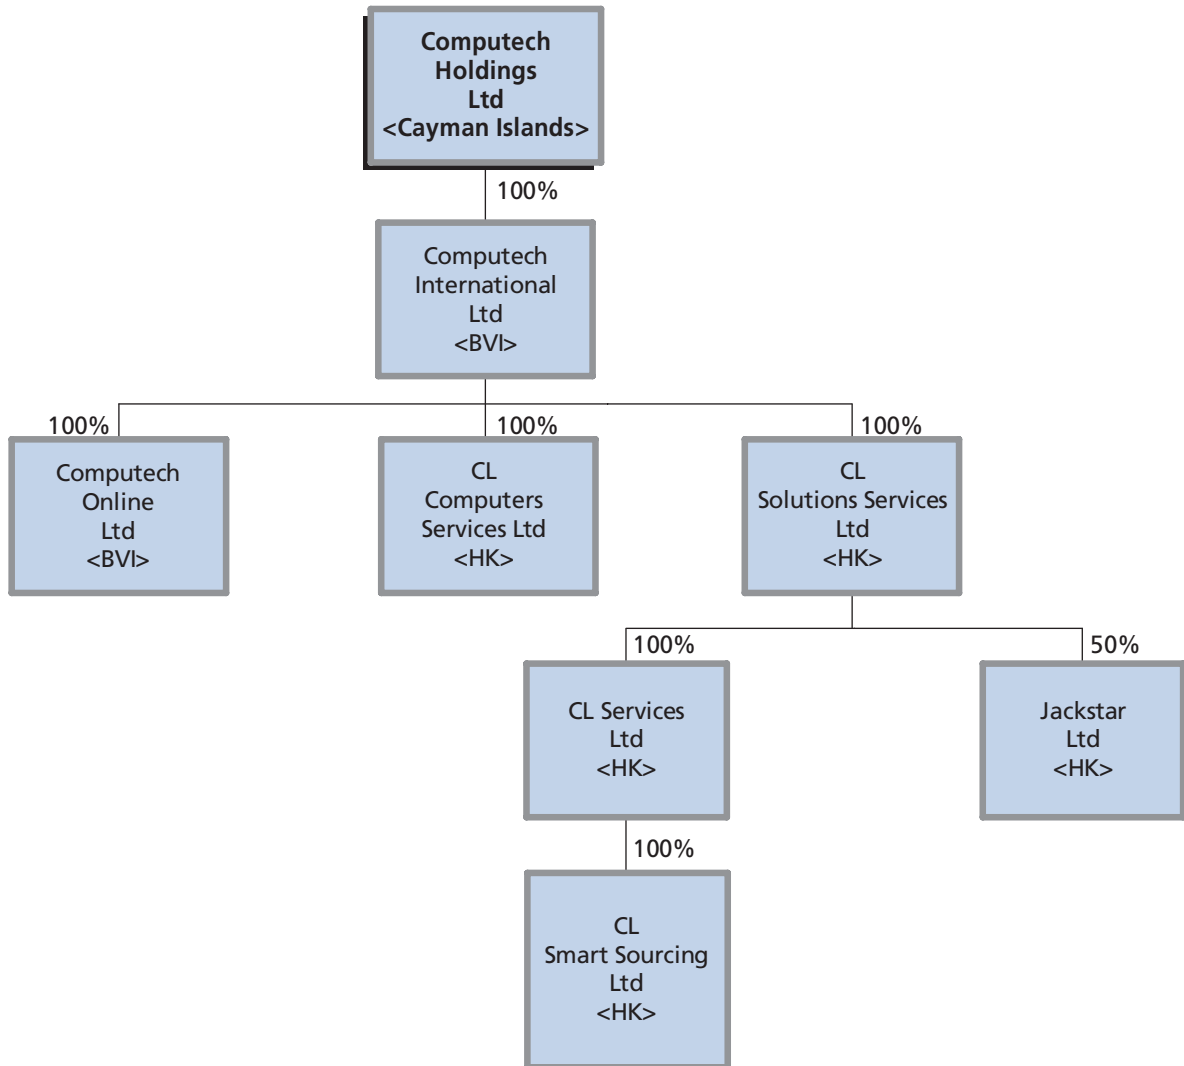 Computech
Holdings
Ltd
<Cayman Islands>
100%
Computech
International
Ltd
<BVI>
100%
100%
100%
Computech
Online
Ltd
<BVI>
CL
Computers
Services Ltd
<HK>
CL
Solutions Services
Ltd
<HK>
100%
50%
CL Services
Ltd
<HK>
Jackstar
Ltd
<HK>
100%
CL
Smart Sourcing
Ltd
<HK>